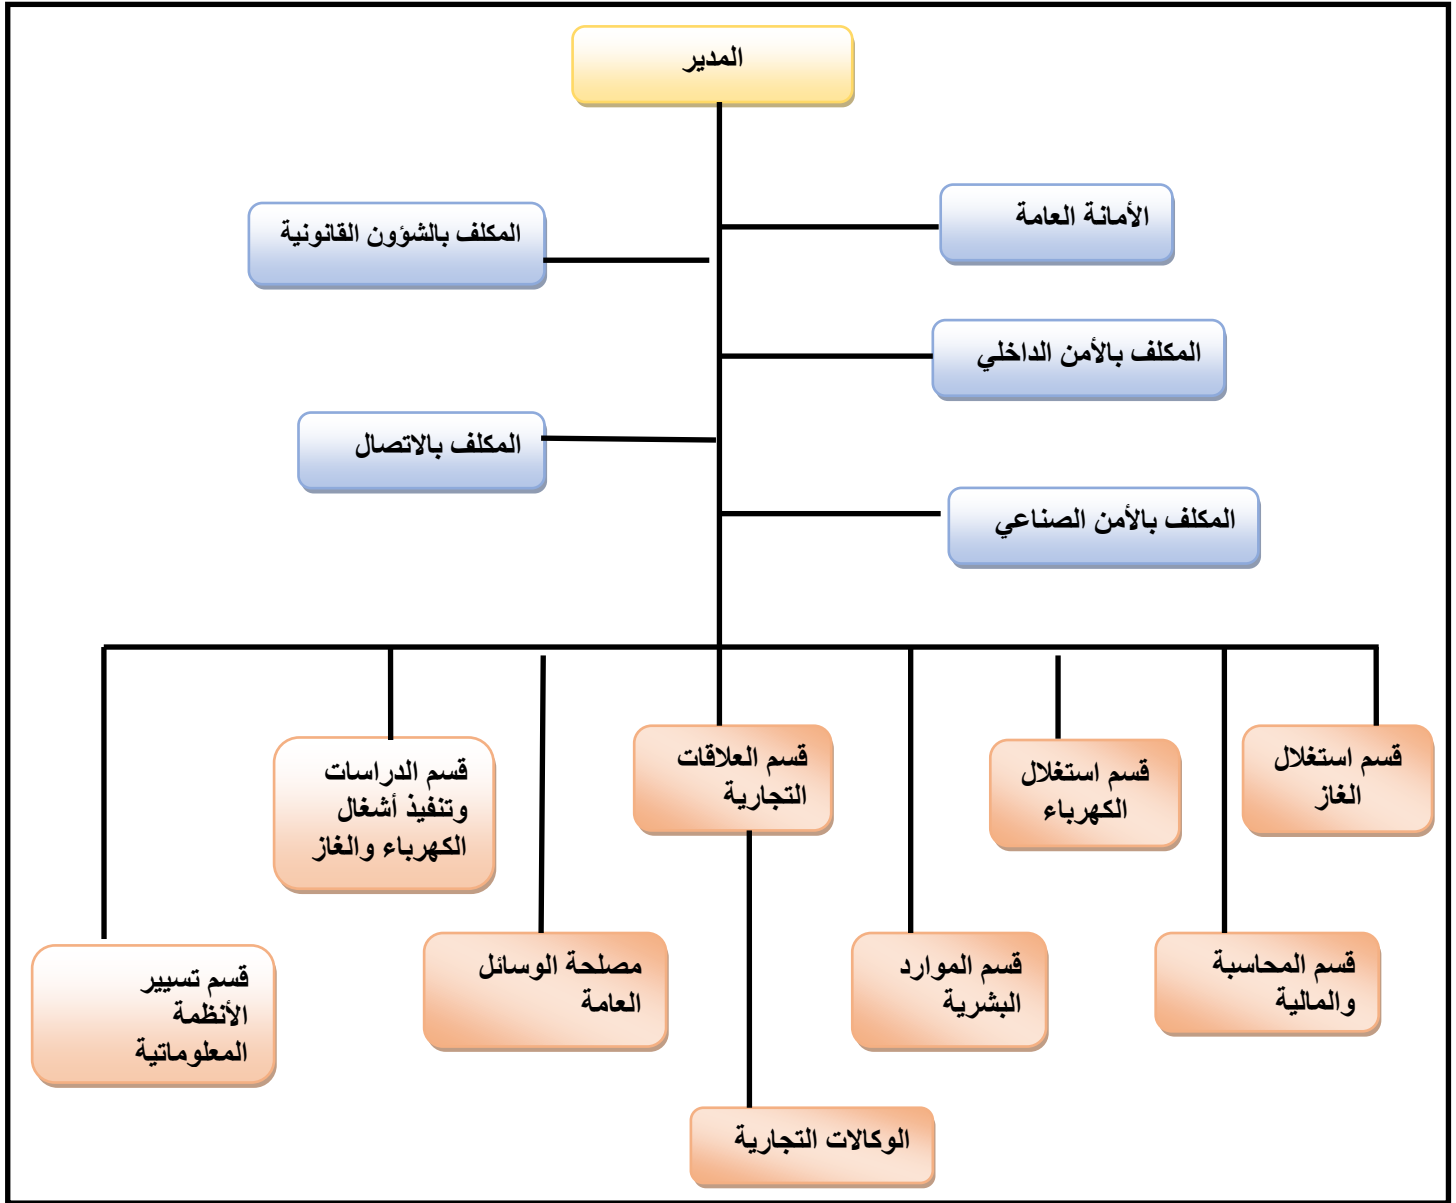 المدير
الأمانة العامة
المكلف بالشؤون القانونية
المكلف بالأمن الداخلي
المكلف بالاتصال
المكلف بالأمن الصناعي
قسم استغلال
الغاز
قسم استغلال
الكهرباء
قسم العلاقات
التجارية
قسم الدراسات
وتنفيذ أشغال
الكهرباء والغاز
قسم المحاسبة
والمالية
قسم الموارد
البشرية
مصلحة الوسائل
العامة
قسم تسيير
الأنظمة
المعلوماتية
الوكالات التجارية